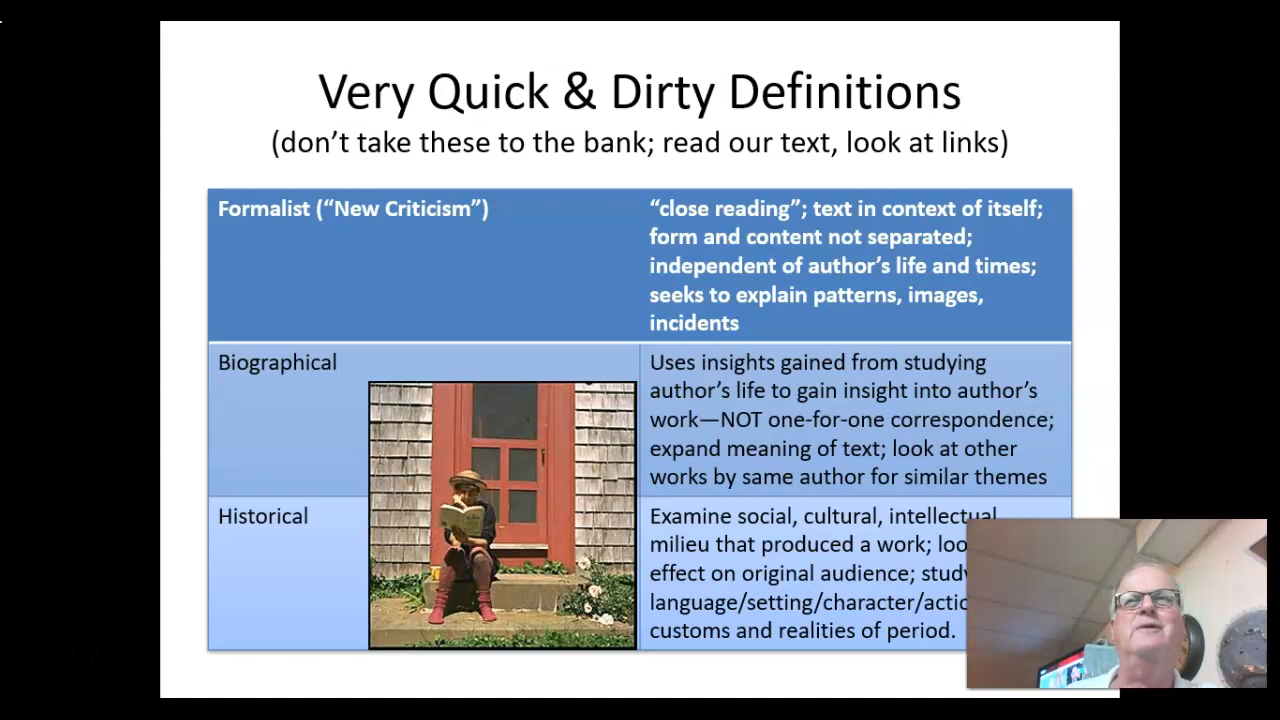 Very Quick & Dirty Definitions
(don’t take these to the bank; read our text, look at links)
Formalist (“New Criticism”)
“close reading”; text in context of itself;
form and content not separated;
independent of author’s life and times;
seeks to explain patterns, images,
incidents
Biographical
Uses insights gained from studying
author’s life to gain insight into author’s
work—NOT one-for-one correspondence;
expand meaning of text; look at other
works by same author for similar themes
Historical
Examine social, cultural, intellectual
milieu that produced a work;
effect on original audience;
language/setting/character/
customs and realities of period.